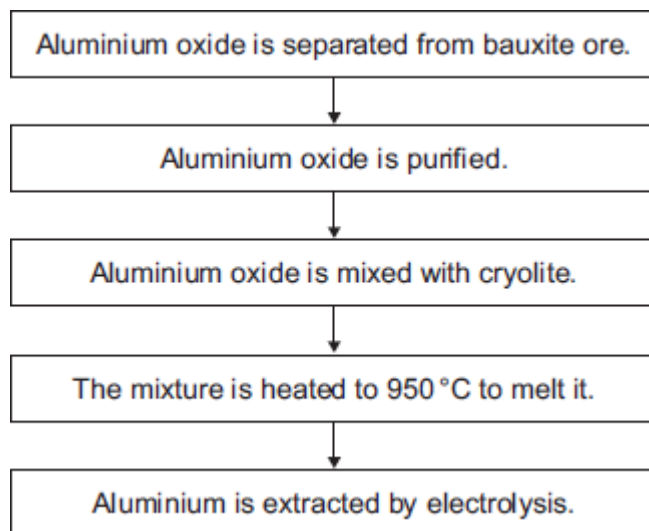 Aluminium oxide is separated from bauxite ore.
Aluminium oxide is purified.
Aluminium oxide is mixed with cryolite.
The mixture is heated to 950 °C to melt it.
Aluminium is extracted by electrolysis.